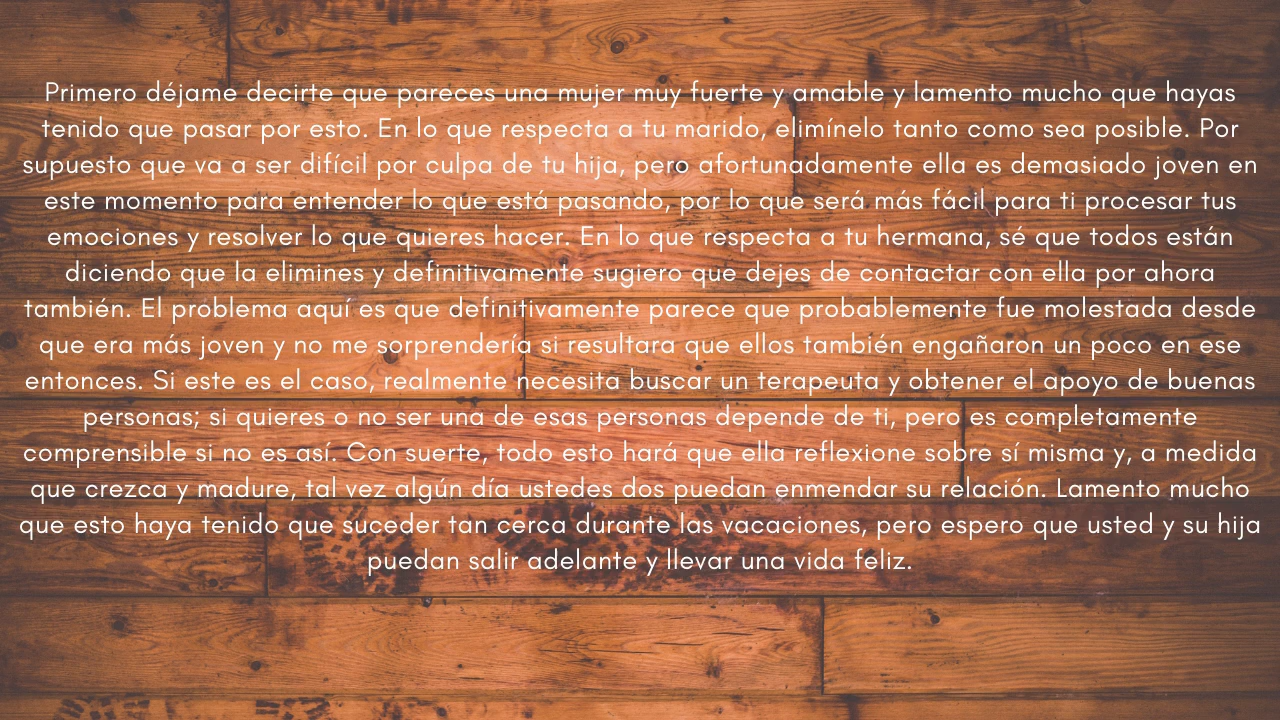 Primero déjame decirte que pareces una mujer muy fuerte y amable y lamento mucho que hayas
tenido que pasar por esto. En lo que respecta a tu marido, elimínelo tanto como sea posible. Por
supuesto que va a ser difícil por culpa de tu hija, pero afortunadamente ella es demasiado joven en
este momento para entender lo que está pasando, por lo que será más fácil para ti procesar tus
emociones y resolver lo que quieres hacer. En lo que respecta a tu hermana, sé que todos están
diciendo que la elimines y definitivamente sugiero que dejes de contactar con ella por ahora
también. El problema aquí es que definitivamente parece que probablemente fue molestada desde
que era más joven y no me sorprendería si resultara que ellos también engañaron un poco en ese
entonces. Si este es el caso, realmente necesita buscar un terapeuta y obtener el apoyo de buenas
personas; si quieres o no ser una de esas personas depende de ti, pero es completamente
comprensible si no es así. Con suerte, todo esto hará que ella reflexione sobre sí misma y, a medida
que crezca y madure, tal vez algún día ustedes dos puedan enmendar su relación. Lamento mucho
que esto haya tenido que suceder tan cerca durante las vacaciones, pero espero que usted y su hija
puedan salir adelante y llevar una vida feliz.